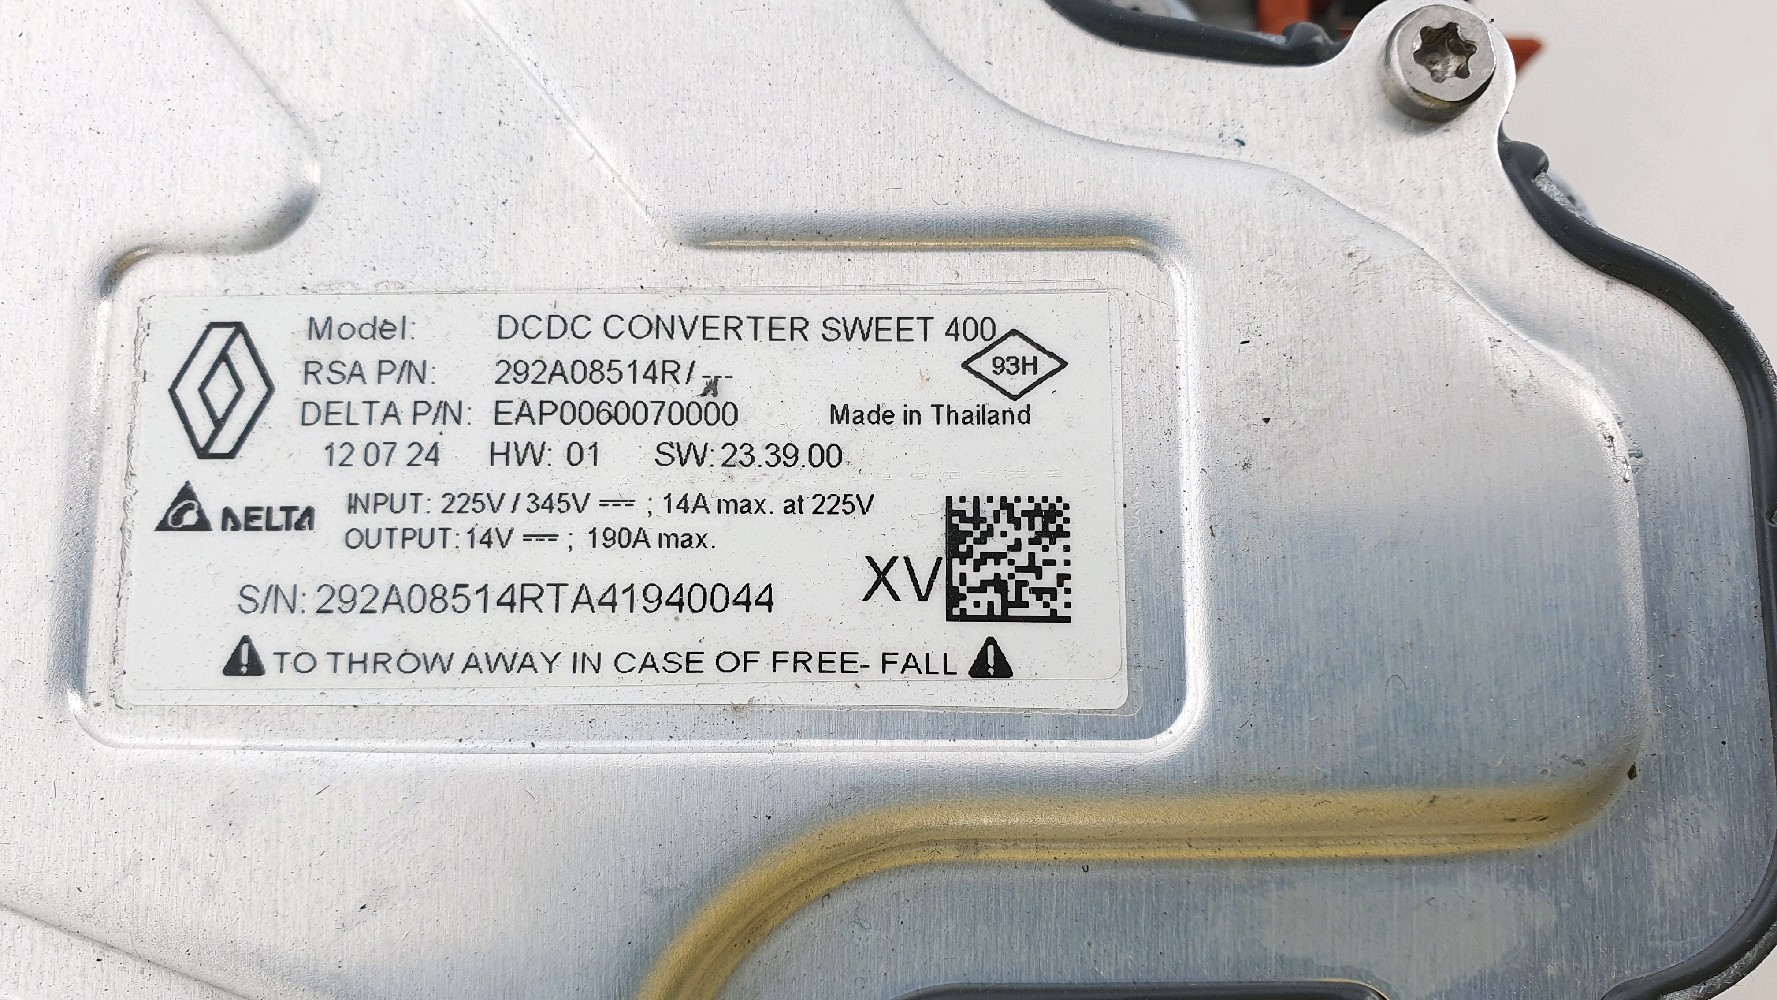 Model: DCDC CONVERTER SWEET 400
RSA P/N: 292A08514R/---
93H
DELTA P/N: EAP0060070000 Made in Thailand
12 07 24 HW: 01 SW: 23.39.00
DELTA
INPUT: 225V / 345V ⎓ ; 14A max. at 225V
OUTPUT: 14V ⎓ ; 190A max.
XV
S/N: 292A08514RTA41940044
TO THROW AWAY IN CASE OF FREE- FALL